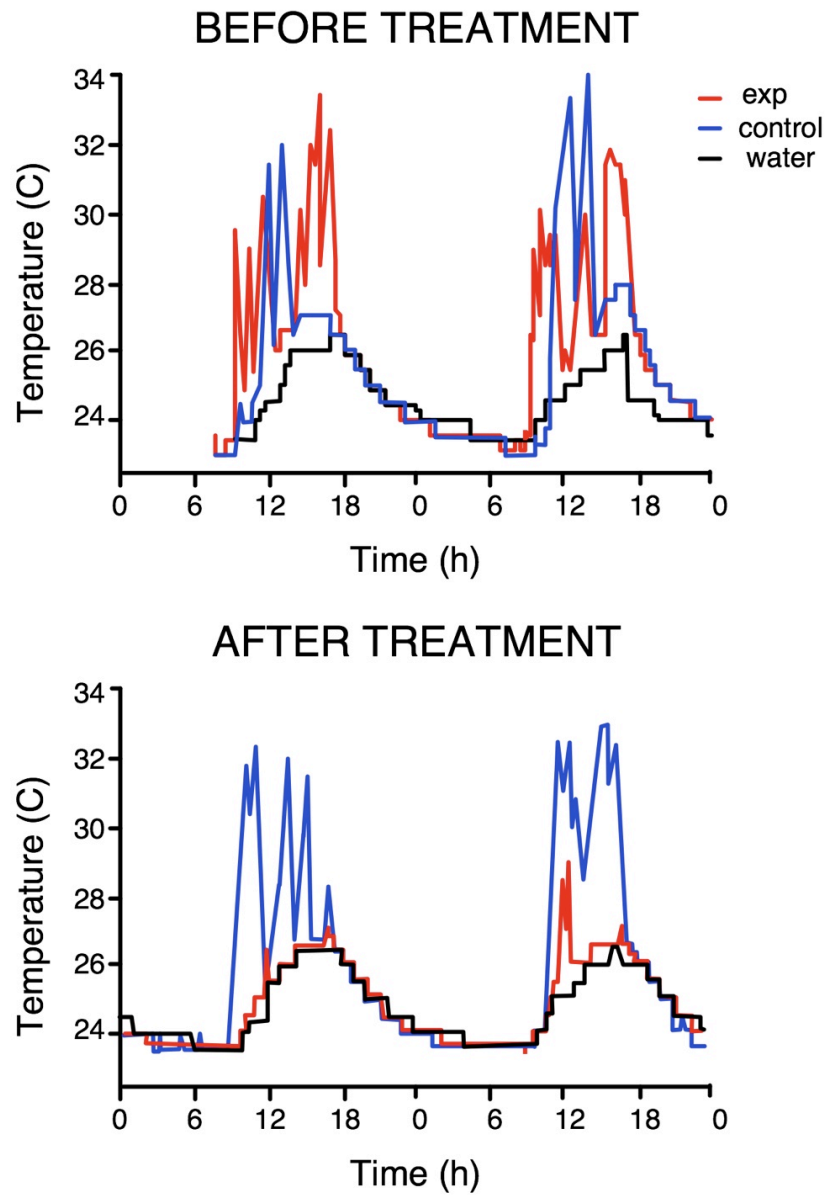 BEFORE TREATMENT
34
32
30
28
26
24
Temperature (C)
exp
control
water
0 6 12 18 0 6 12 18 0
Time (h)
AFTER TREATMENT
34
32
30
28
26
24
Temperature (C)
0 6 12 18 0 6 12 18 0
Time (h)